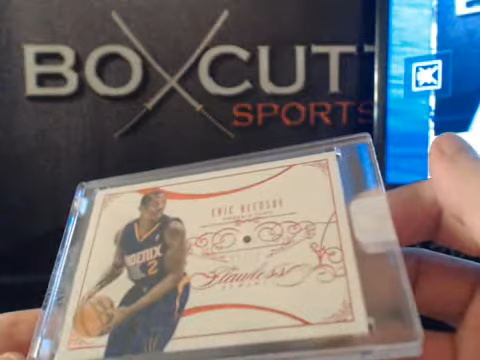 BOXCUTT
SPORTS
ERIC BLEDSOE
PHOENIX
2
Flawless